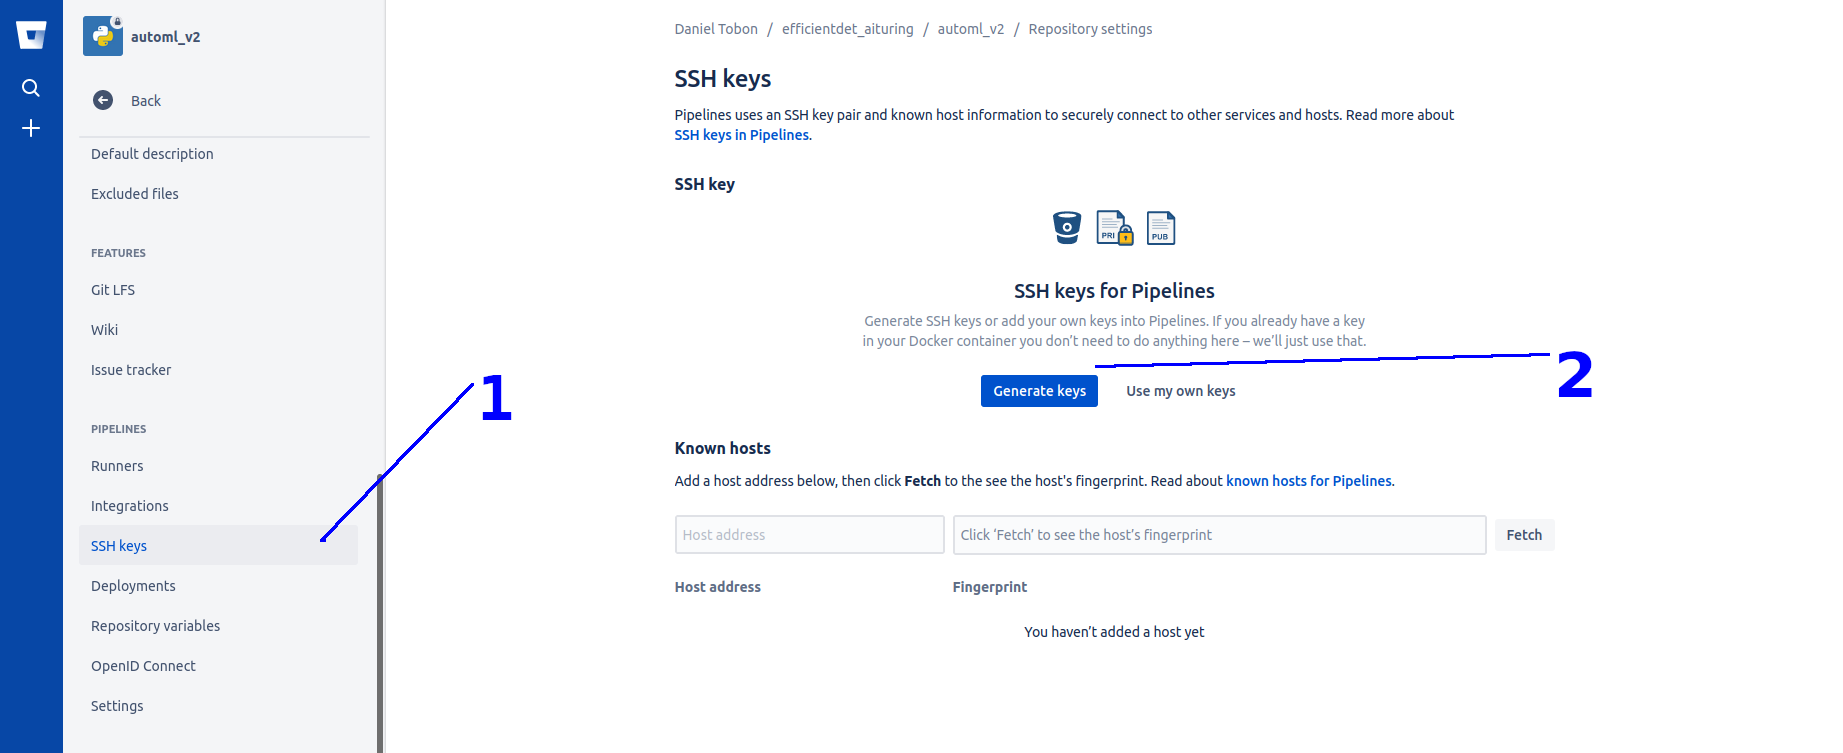 automl_v2
Back
Default description
Excluded files
FEATURES
Git LFS
Wiki
Issue tracker
PIPELINES
Runners
Integrations
SSH keys
Deployments
Repository variables
OpenID Connect
Settings
1
Daniel Tobon / efficientdet_aituring / automl_v2 / Repository settings
SSH keys
Pipelines uses an SSH key pair and known host information to securely connect to other services and hosts. Read more about
SSH keys in Pipelines.
SSH key
PRI
PUB
SSH keys for Pipelines
Generate SSH keys or add your own keys into Pipelines. If you already have a key
in your Docker container you don’t need to do anything here – we’ll just use that.
2
Generate keys Use my own keys
Known hosts
Add a host address below, then click Fetch to the see the host's fingerprint. Read about known hosts for Pipelines.
Host address Click ‘Fetch’ to see the host’s fingerprint Fetch
Host address Fingerprint
You haven’t added a host yet